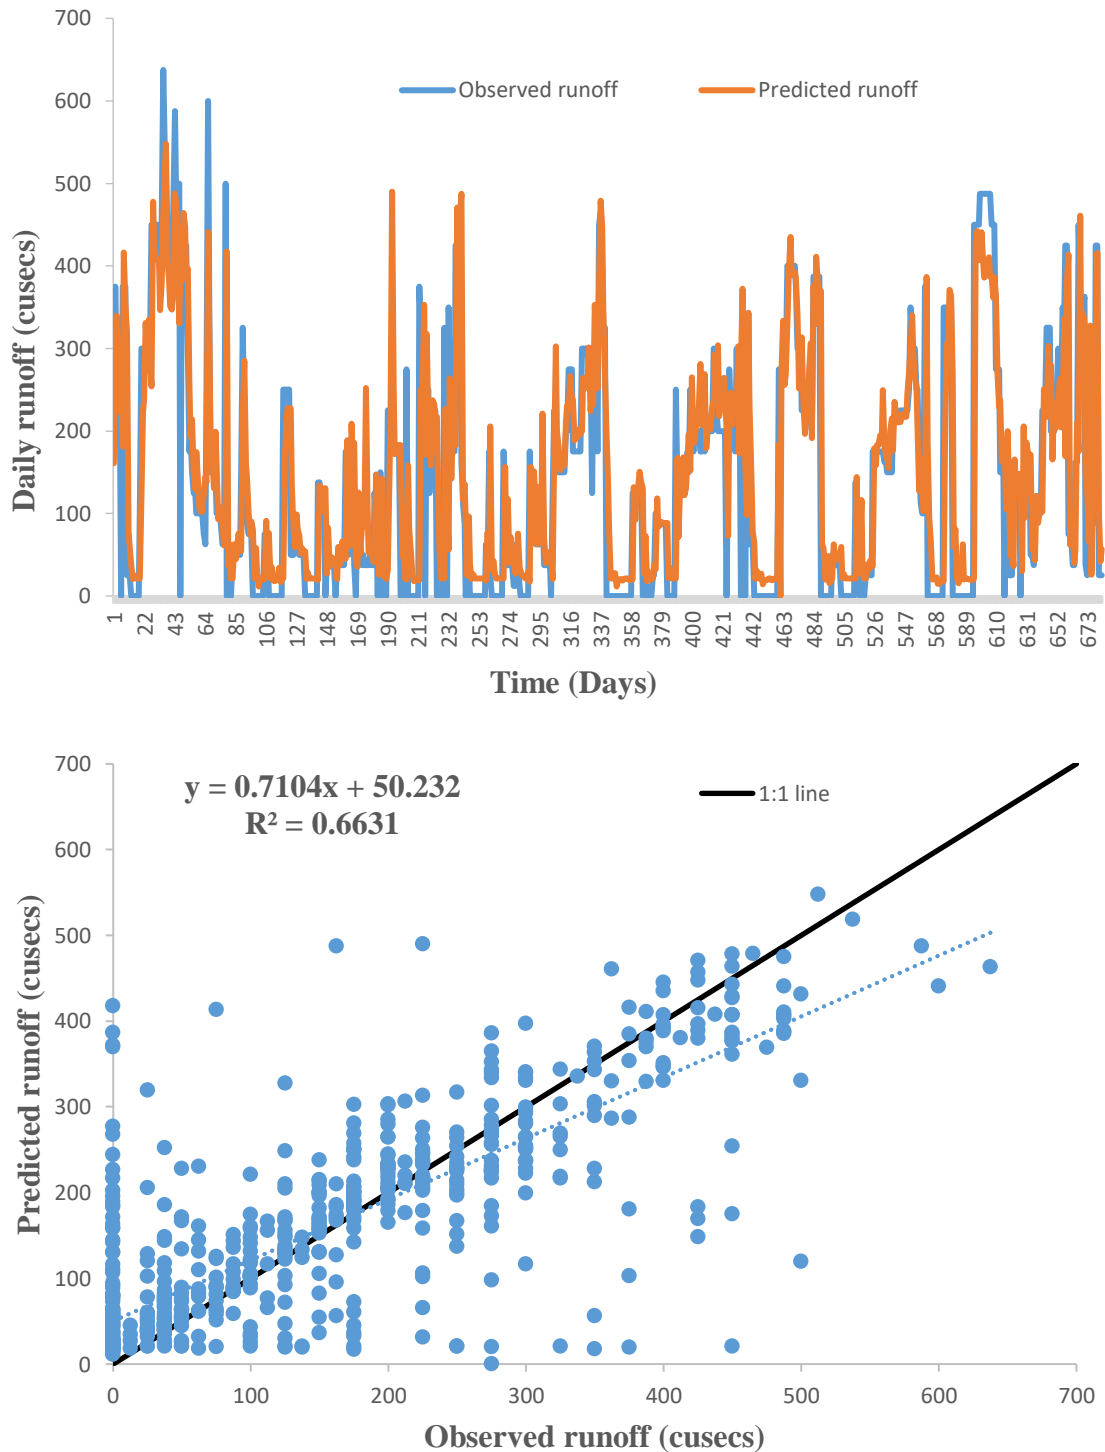 700
600
500
400
300
200
100
0
Daily runoff (cusecs)
Observed runoff
Predicted runoff
1 22 43 64 85 106 127 148 169 190 211 232 253 274 295 316 337 358 379 400 421 442 463 484 505 526 547 568 589 610 631 652 673
Time (Days)
y = 0.7104x + 50.232
R² = 0.6631
1:1 line
700
600
500
400
300
200
100
0
Predicted runoff (cusecs)
0 100 200 300 400 500 600 700
Observed runoff (cusecs)